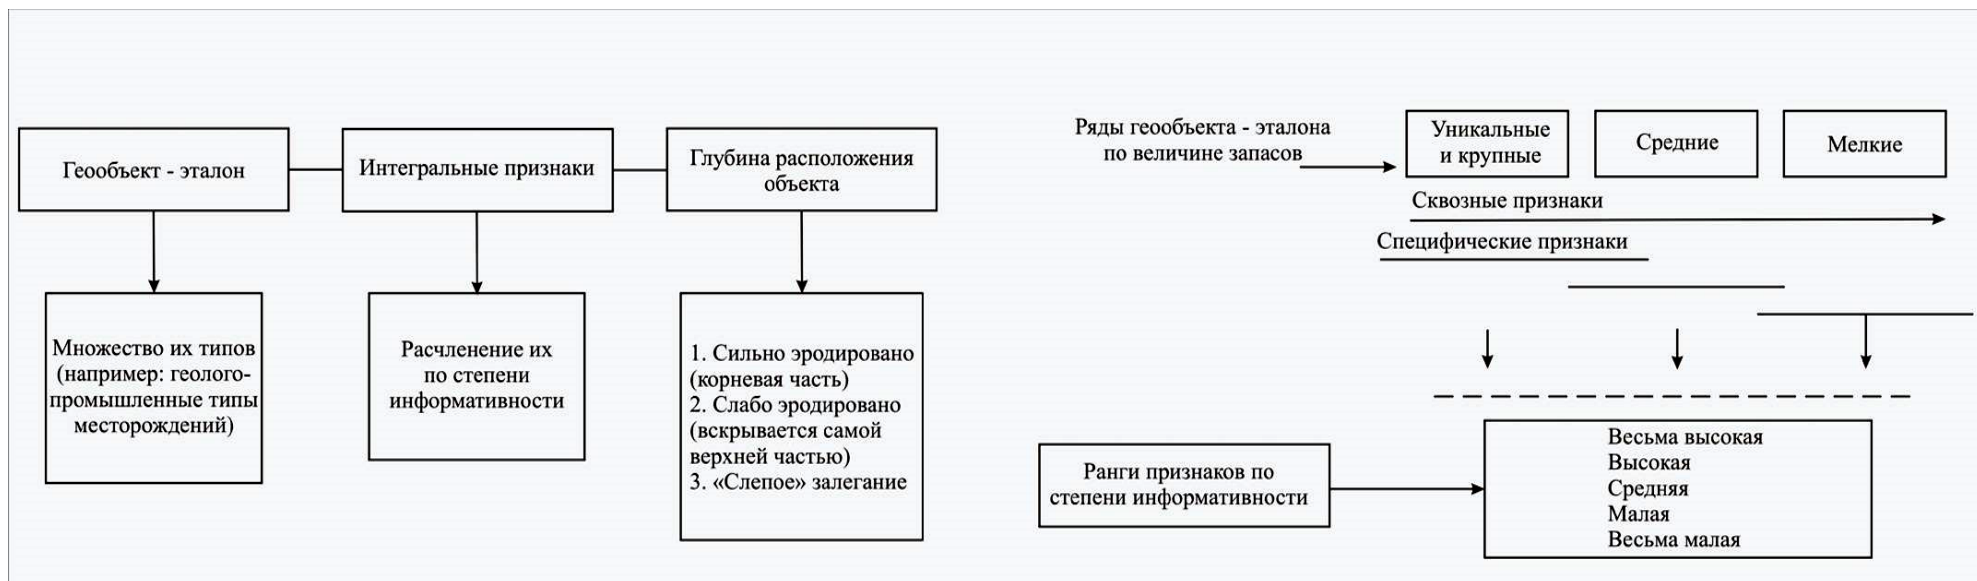 Геообъект - эталон
Интегральные признаки
Глубина расположения
объекта
Множество их типов
(например: геолого-
промышленные типы
месторождений)
Расчленение их
по степени
информативности
1. Сильно эродировано
(корневая часть)
2. Слабо эродировано
(вскрывается самой
верхней частью)
3. «Слепое» залегание
Ряды геообъекта - эталона
по величине запасов
Уникальные
и крупные
Средние
Мелкие
Сквозные признаки
Специфические признаки
Ранги признаков по
степени информативности
Весьма высокая
Высокая
Средняя
Малая
Весьма малая